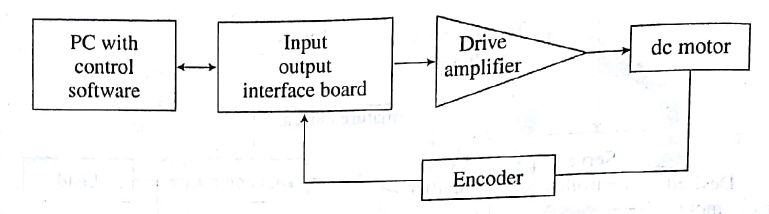 PC with
control
software
Input
output
interface board
Drive
amplifier
dc motor
Encoder